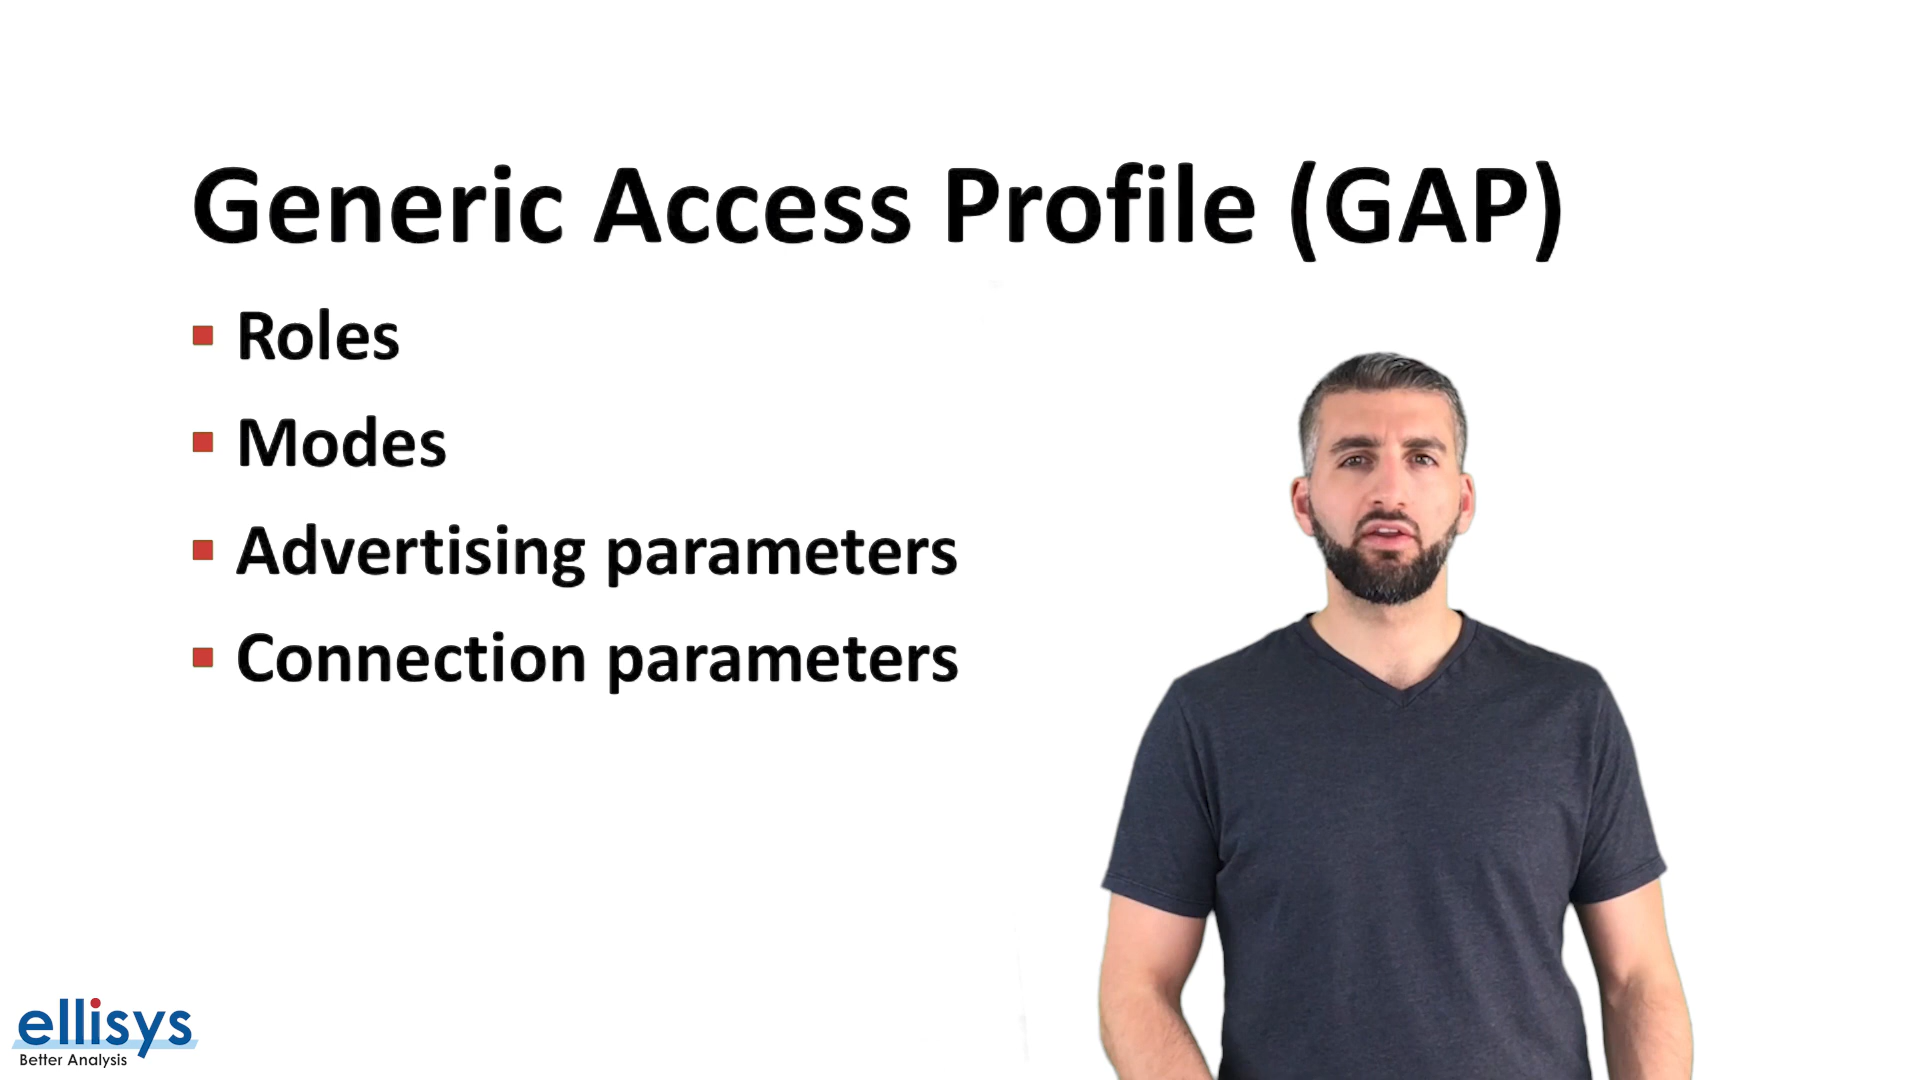 Generic Access Profile (GAP)
Roles
Modes
Advertising parameters
Connection parameters
ellisys
Better Analysis